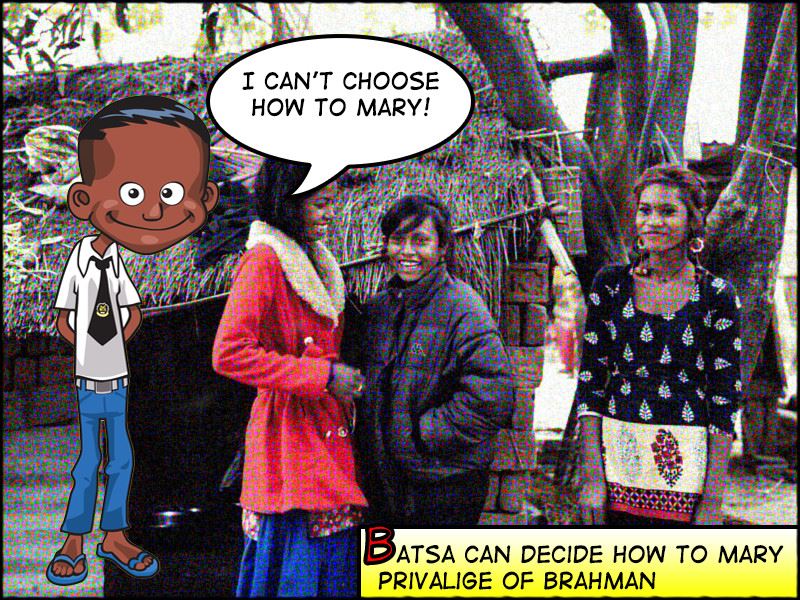 I CAN'T CHOOSE
HOW TO MARY!
BATSA CAN DECIDE HOW TO MARY
PRIVALIGE OF BRAHMAN